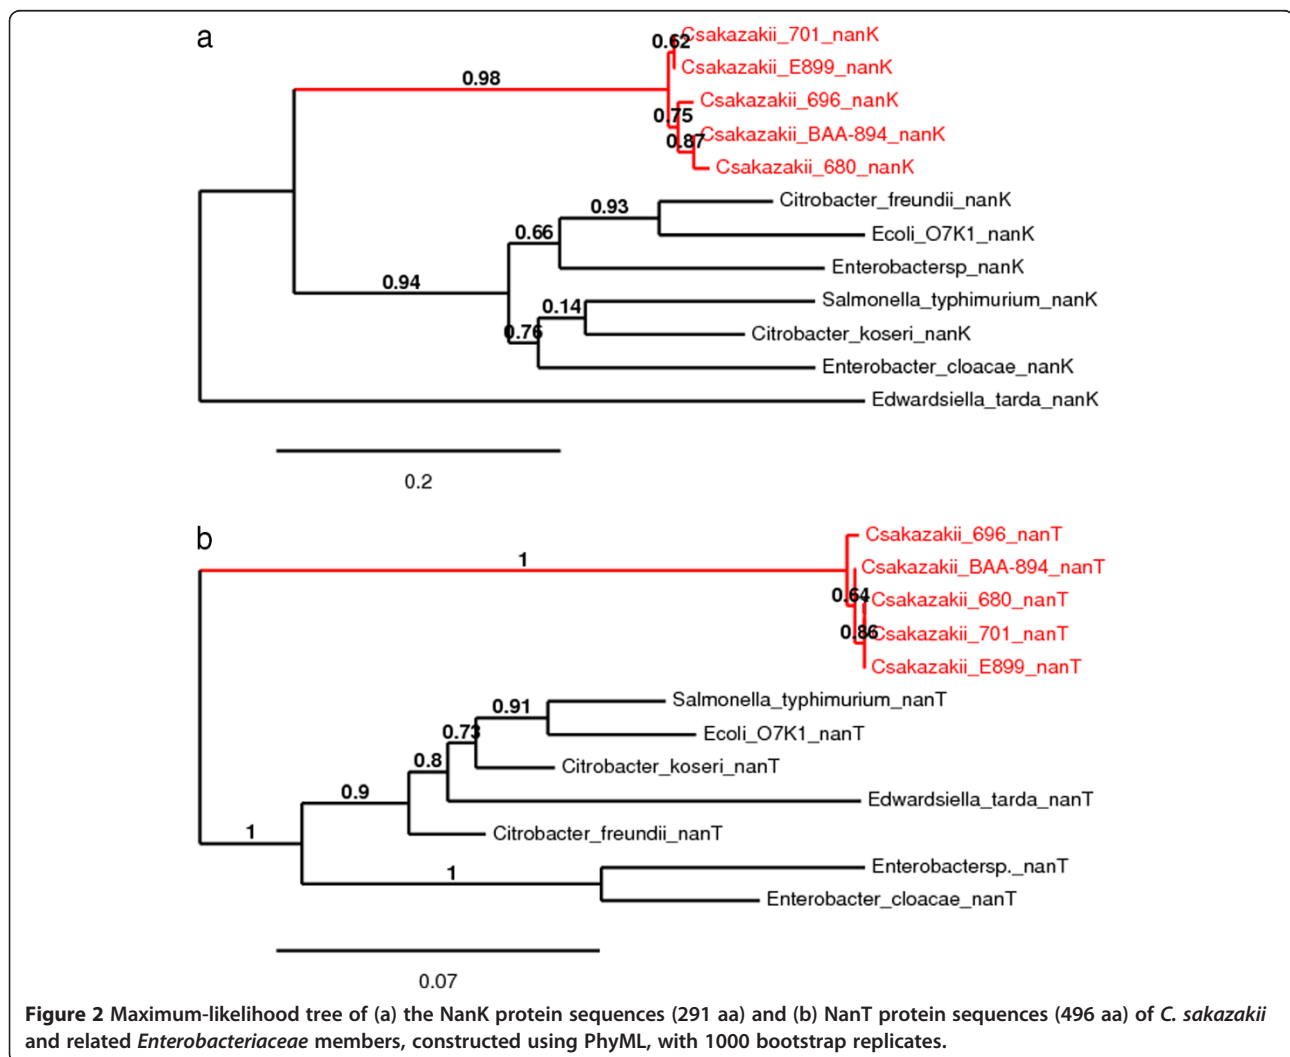 a
0.62
Csakazakii_701_nanK
Csakazakii_E899_nanK
0.98
Csakazakii_696_nanK
0.75
Csakazakii_BAA-894_nanK
0.87
Csakazakii_680_nanK
Citrobacter_freundii_nanK
0.93
Ecoli_O7K1_nanK
0.66
Enterobactersp_nanK
0.94
Salmonella_typhimurium_nanK
0.14
0.76
Citrobacter_koseri_nanK
Enterobacter_cloacae_nanK
Edwardsiella_tarda_nanK
0.2
b
Csakazakii_696_nanT
1
Csakazakii_BAA-894_nanT
0.64
Csakazakii_680_nanT
0.86
Csakazakii_701_nanT
Csakazakii_E899_nanT
Salmonella_typhimurium_nanT
0.91
Ecoli_O7K1_nanT
0.73
0.8
Citrobacter_koseri_nanT
0.9
Edwardsiella_tarda_nanT
1
Citrobacter_freundii_nanT
Enterobactersp._nanT
1
Enterobacter_cloacae_nanT
0.07
Figure 2 Maximum-likelihood tree of (a) the NanK protein sequences (291 aa) and (b) NanT protein sequences (496 aa) of C. sakazakii
and related Enterobacteriaceae members, constructed using PhyML, with 1000 bootstrap replicates.